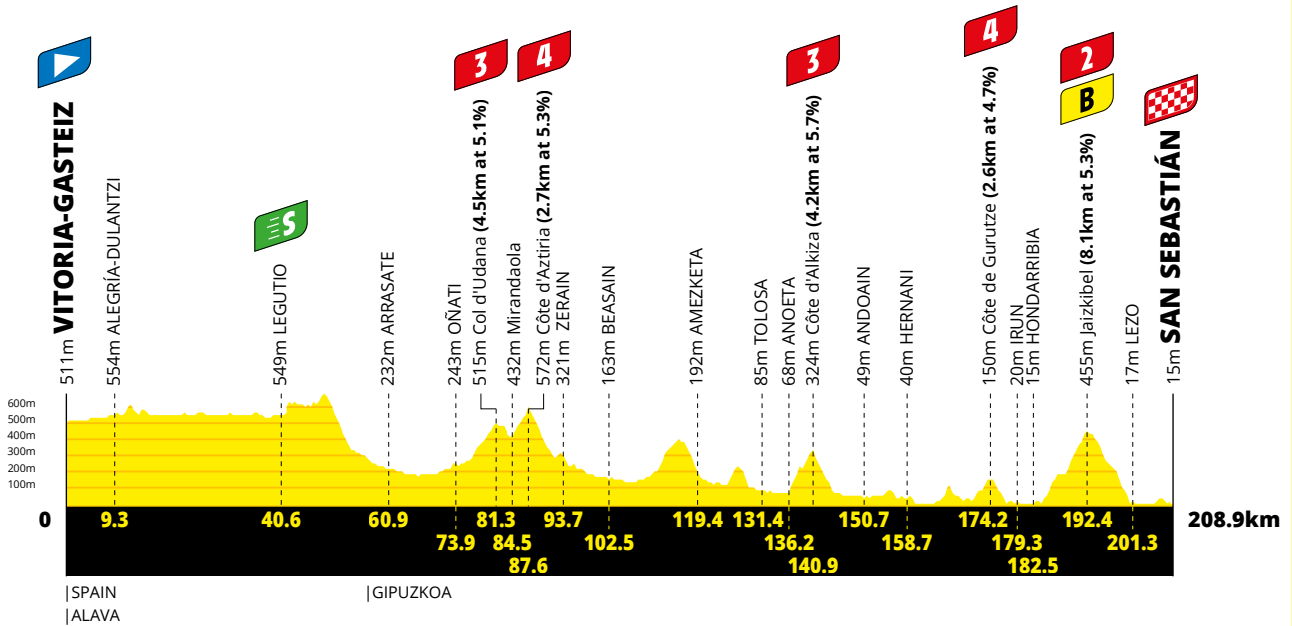 3
4
3
4
2
B
S
511m VITORIA-GASTEIZ
554m ALEGRÍA-DULANTZI
549m LEGUTÍO
232m ARRASATE
243m OÑATI
515m Col d'Udana (4.5km at 5.1%)
432m Mirandaola
572m Côte d'Aztiria (2.7km at 5.3%)
321m ZERAIN
163m BEASAIN
192m AMEZKETA
85m TOLOSA
68m ANOETA
324m Côte d'Alkiza (4.2km at 5.7%)
49m ANDOAIN
40m HERNANI
150m Côte de Gurutze (2.6km at 4.7%)
20m IRUN
15m HONDARRIBIA
455m Jaizkibel (8.1km at 5.3%)
17m LEZO
15m SAN SEBASTIÁN
600m
500m
400m
300m
200m
100m
0 9.3 40.6 60.9 81.3 93.7 119.4 131.4 150.7 174.2 192.4 208.9km
73.9 84.5 102.5 136.2 158.7 179.3 201.3
87.6 140.9 182.5
|SPAIN |GIPUZKOA
|ALAVA